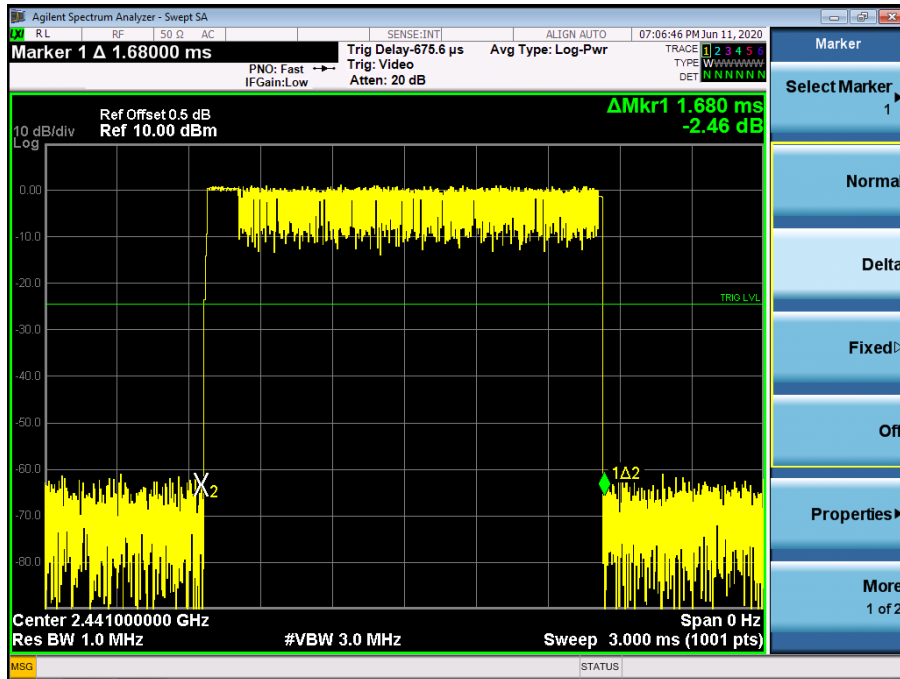 Agilent Spectrum Analyzer - Swept SA
LXI RL RF 50 Ω AC SENSE:INT ALIGN AUTO 07:06:46 PM Jun 11, 2020
Marker 1 Δ 1.68000 ms
PNO: Fast
IFGain:Low
Trig Delay-675.6 µs
Trig: Video
Atten: 20 dB
Avg Type: Log-Pwr
TRACE 1 2 3 4 5 6
TYPE WWWWWW
DET N N N N N N
ΔMkr1 1.680 ms
-2.46 dB
Ref Offset 0.5 dB
10 dB/div Ref 10.00 dBm
Log
0.00
-10.0
-20.0
TRIG LVL
-30.0
-40.0
-50.0
-60.0
1Δ2
X2
-70.0
-80.0
Center 2.441000000 GHz Span 0 Hz
Res BW 1.0 MHz #VBW 3.0 MHz Sweep 3.000 ms (1001 pts)
MSG STATUS
Marker
Select Marker
1
Normal
Delta
Fixed
Off
Properties
More
1 of 2